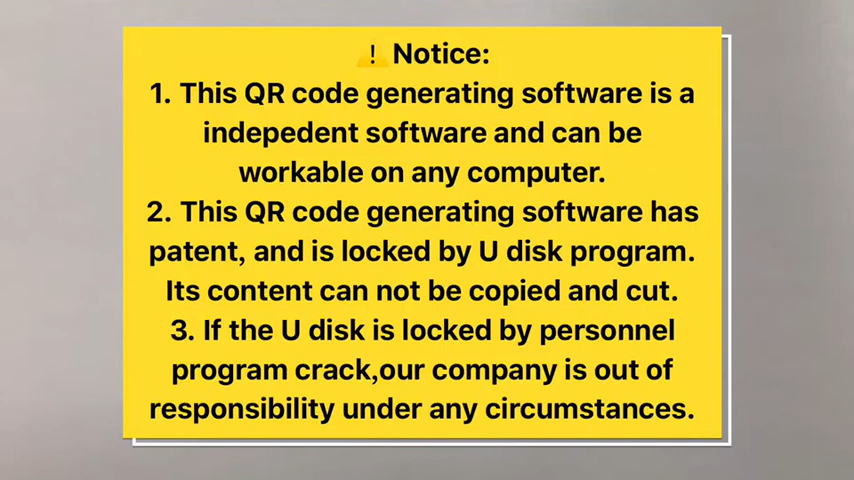 ⚠️ Notice:
1. This QR code generating software is a
indepedent software and can be
workable on any computer.
2. This QR code generating software has
patent, and is locked by U disk program.
Its content can not be copied and cut.
3. If the U disk is locked by personnel
program crack,our company is out of
responsibility under any circumstances.